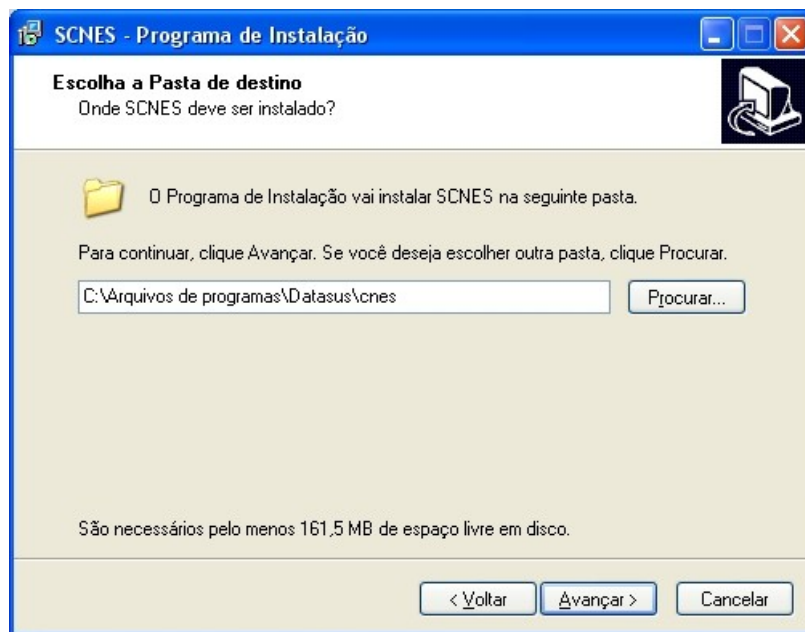 SCNES - Programa de Instalação
Escolha a Pasta de destino
Onde SCNES deve ser instalado?
O Programa de Instalação vai instalar SCNES na seguinte pasta.
Para continuar, clique Avançar. Se você deseja escolher outra pasta, clique Procurar.
C:\Arquivos de programas\Datasus\cnes
Procurar...
São necessários pelo menos 161,5 MB de espaço livre em disco.
< Voltar
Avançar >
Cancelar